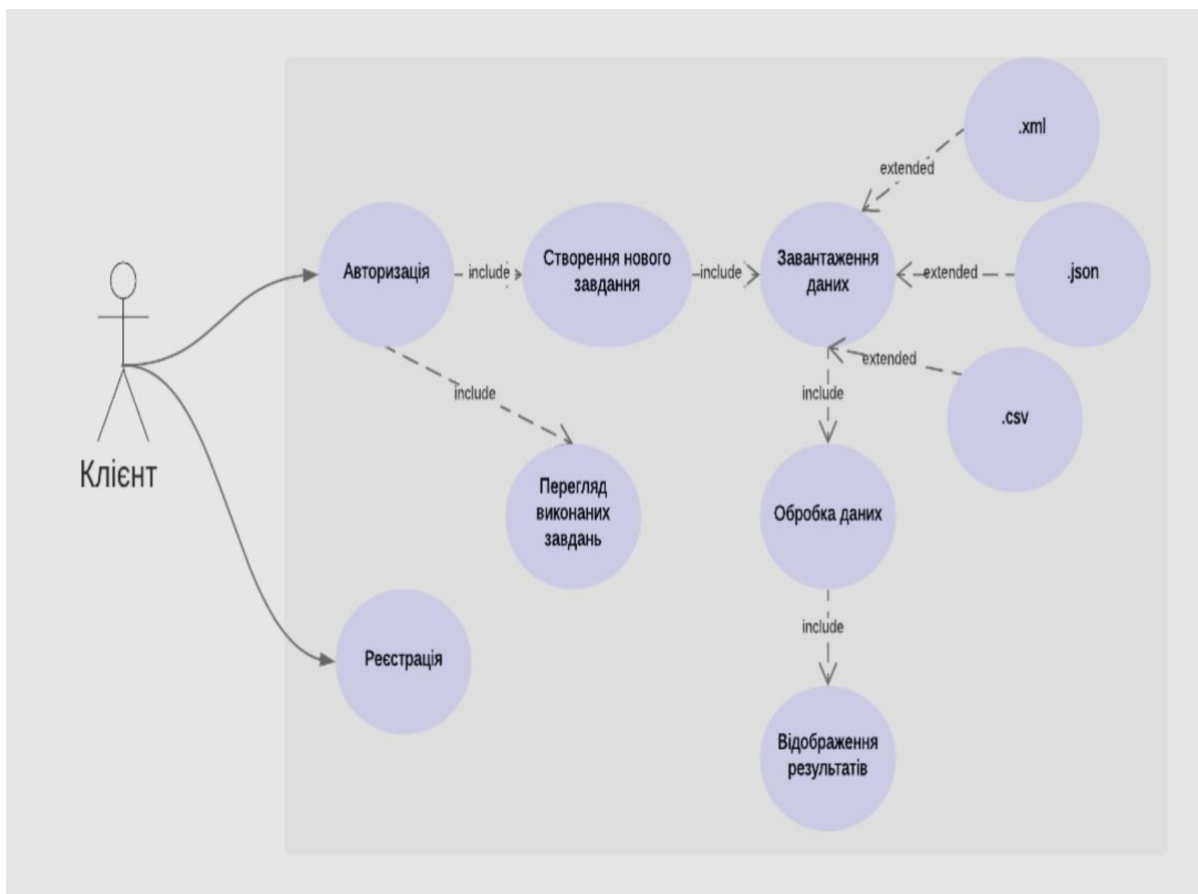 .xml
extended
Авторизація
include
Створення нового
завдання
include
Завантаження
даних
extended
.json
extended
.csv
include
include
Клієнт
Перегляд
виконаних
завдань
Обробка даних
include
Реєстрація
Відображення
результатів